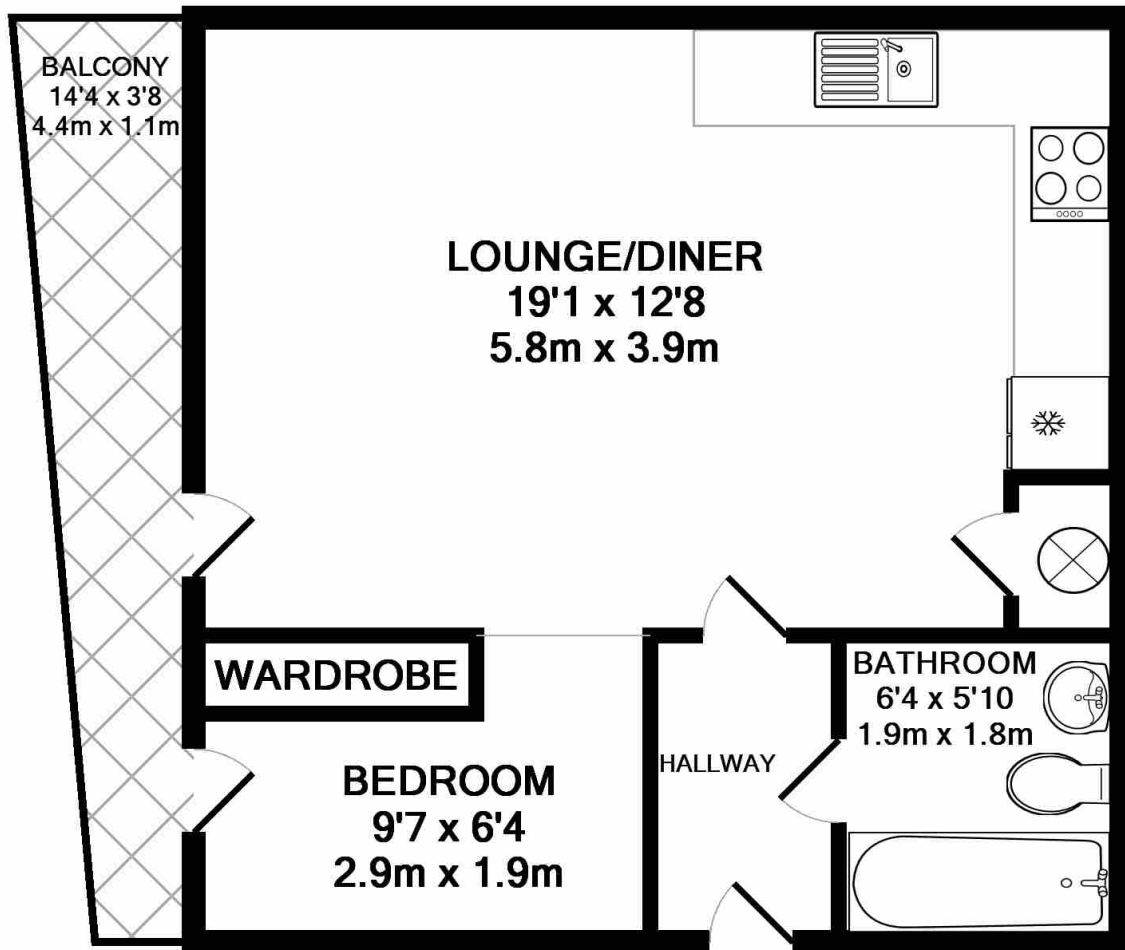 BALCONY
14'4 x 3'8
4.4m x 1.1m
LOUNGE/DINER
19'1 x 12'8
5.8m x 3.9m
WARDROBE
BEDROOM
9'7 x 6'4
2.9m x 1.9m
HALLWAY
BATHROOM
6'4 x 5'10
1.9m x 1.8m